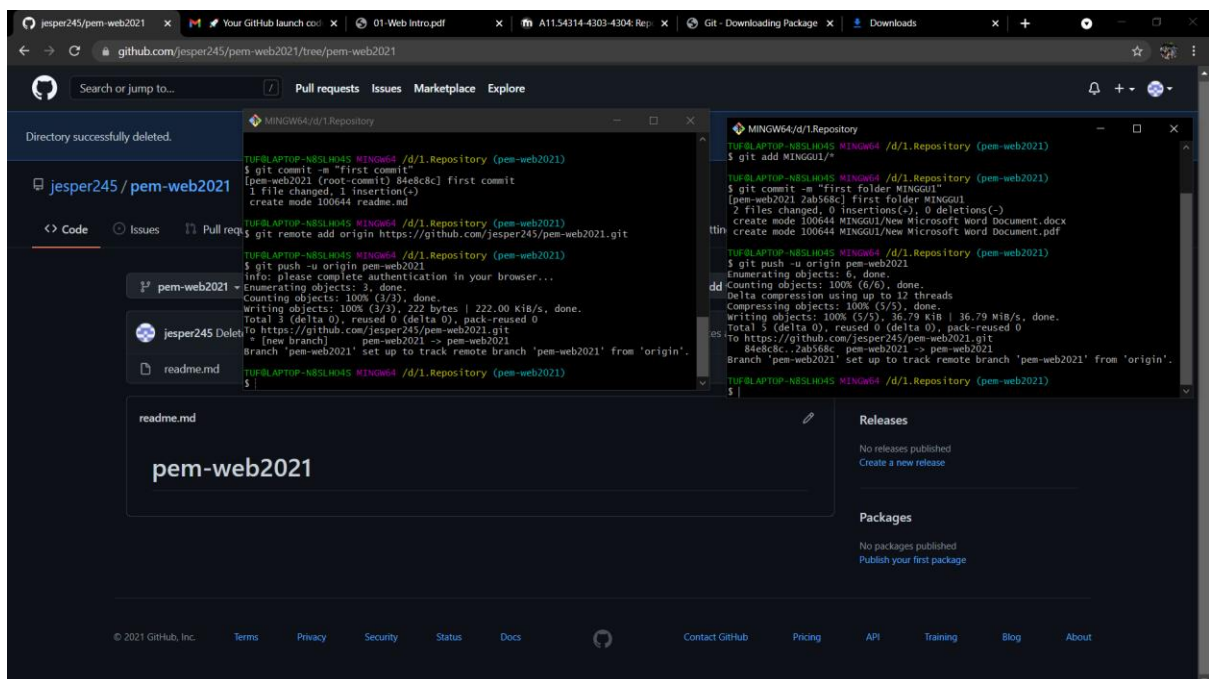 jesper245/pem-web2021
Your GitHub launch cod
01-Web Intro.pdf
A11.54314-4303-4304: Rep
Git - Downloading Package
Downloads
github.com/jesper245/pem-web2021/tree/pem-web2021
Search or jump to...
/
Pull requests Issues Marketplace Explore
Directory successfully deleted.
jesper245 / pem-web2021
<> Code
Issues
Pull req
pem-web2021
jesper245 Delet
readme.md
MINGW64:/d/1.Repository
TUF@LAPTOP-N8SLHO4S MINGW64 /d/1.Repository (pem-web2021)
$ git commit -m "first commit"
[pem-web2021 (root-commit) 84e8c8c] first commit
1 file changed, 1 insertion(+)
create mode 100644 readme.md
TUF@LAPTOP-N8SLHO4S MINGW64 /d/1.Repository (pem-web2021)
$ git remote add origin https://github.com/jesper245/pem-web2021.git
TUF@LAPTOP-N8SLHO4S MINGW64 /d/1.Repository (pem-web2021)
$ git push -u origin pem-web2021
info: please complete authentication in your browser...
Enumerating objects: 3, done.
Counting objects: 100% (3/3), done.
Writing objects: 100% (3/3), 222 bytes | 222.00 KiB/s, done.
Total 3 (delta 0), reused 0 (delta 0), pack-reused 0
To https://github.com/jesper245/pem-web2021.git
* [new branch] pem-web2021 -> pem-web2021
Branch 'pem-web2021' set up to track remote branch 'pem-web2021' from 'origin'.
TUF@LAPTOP-N8SLHO4S MINGW64 /d/1.Repository (pem-web2021)
$
MINGW64:/d/1.Repository
TUF@LAPTOP-N8SLHO4S MINGW64 /d/1.Repository (pem-web2021)
$ git add MINGGU1/*
TUF@LAPTOP-N8SLHO4S MINGW64 /d/1.Repository (pem-web2021)
$ git commit -m "first folder MINGGU1"
[pem-web2021 2ab568c] first folder MINGGU1
2 files changed, 0 insertions(+), 0 deletions(-)
create mode 100644 MINGGU1/New Microsoft Word Document.docx
create mode 100644 MINGGU1/New Microsoft Word Document.pdf
TUF@LAPTOP-N8SLHO4S MINGW64 /d/1.Repository (pem-web2021)
$ git push -u origin pem-web2021
Enumerating objects: 6, done.
Counting objects: 100% (6/6), done.
Delta compression using up to 12 threads
Compressing objects: 100% (5/5), done.
Writing objects: 100% (5/5), 36.79 KiB | 36.79 MiB/s, done.
Total 5 (delta 0), reused 0 (delta 0), pack-reused 0
To https://github.com/jesper245/pem-web2021.git
84e8c8c..2ab568c pem-web2021 -> pem-web2021
Branch 'pem-web2021' set up to track remote branch 'pem-web2021' from 'origin'.
TUF@LAPTOP-N8SLHO4S MINGW64 /d/1.Repository (pem-web2021)
$
readme.md
pem-web2021
Releases
No releases published
Create a new release
Packages
No packages published
Publish your first package
© 2021 GitHub, Inc. Terms Privacy Security Status Docs Contact GitHub Pricing API Training Blog About